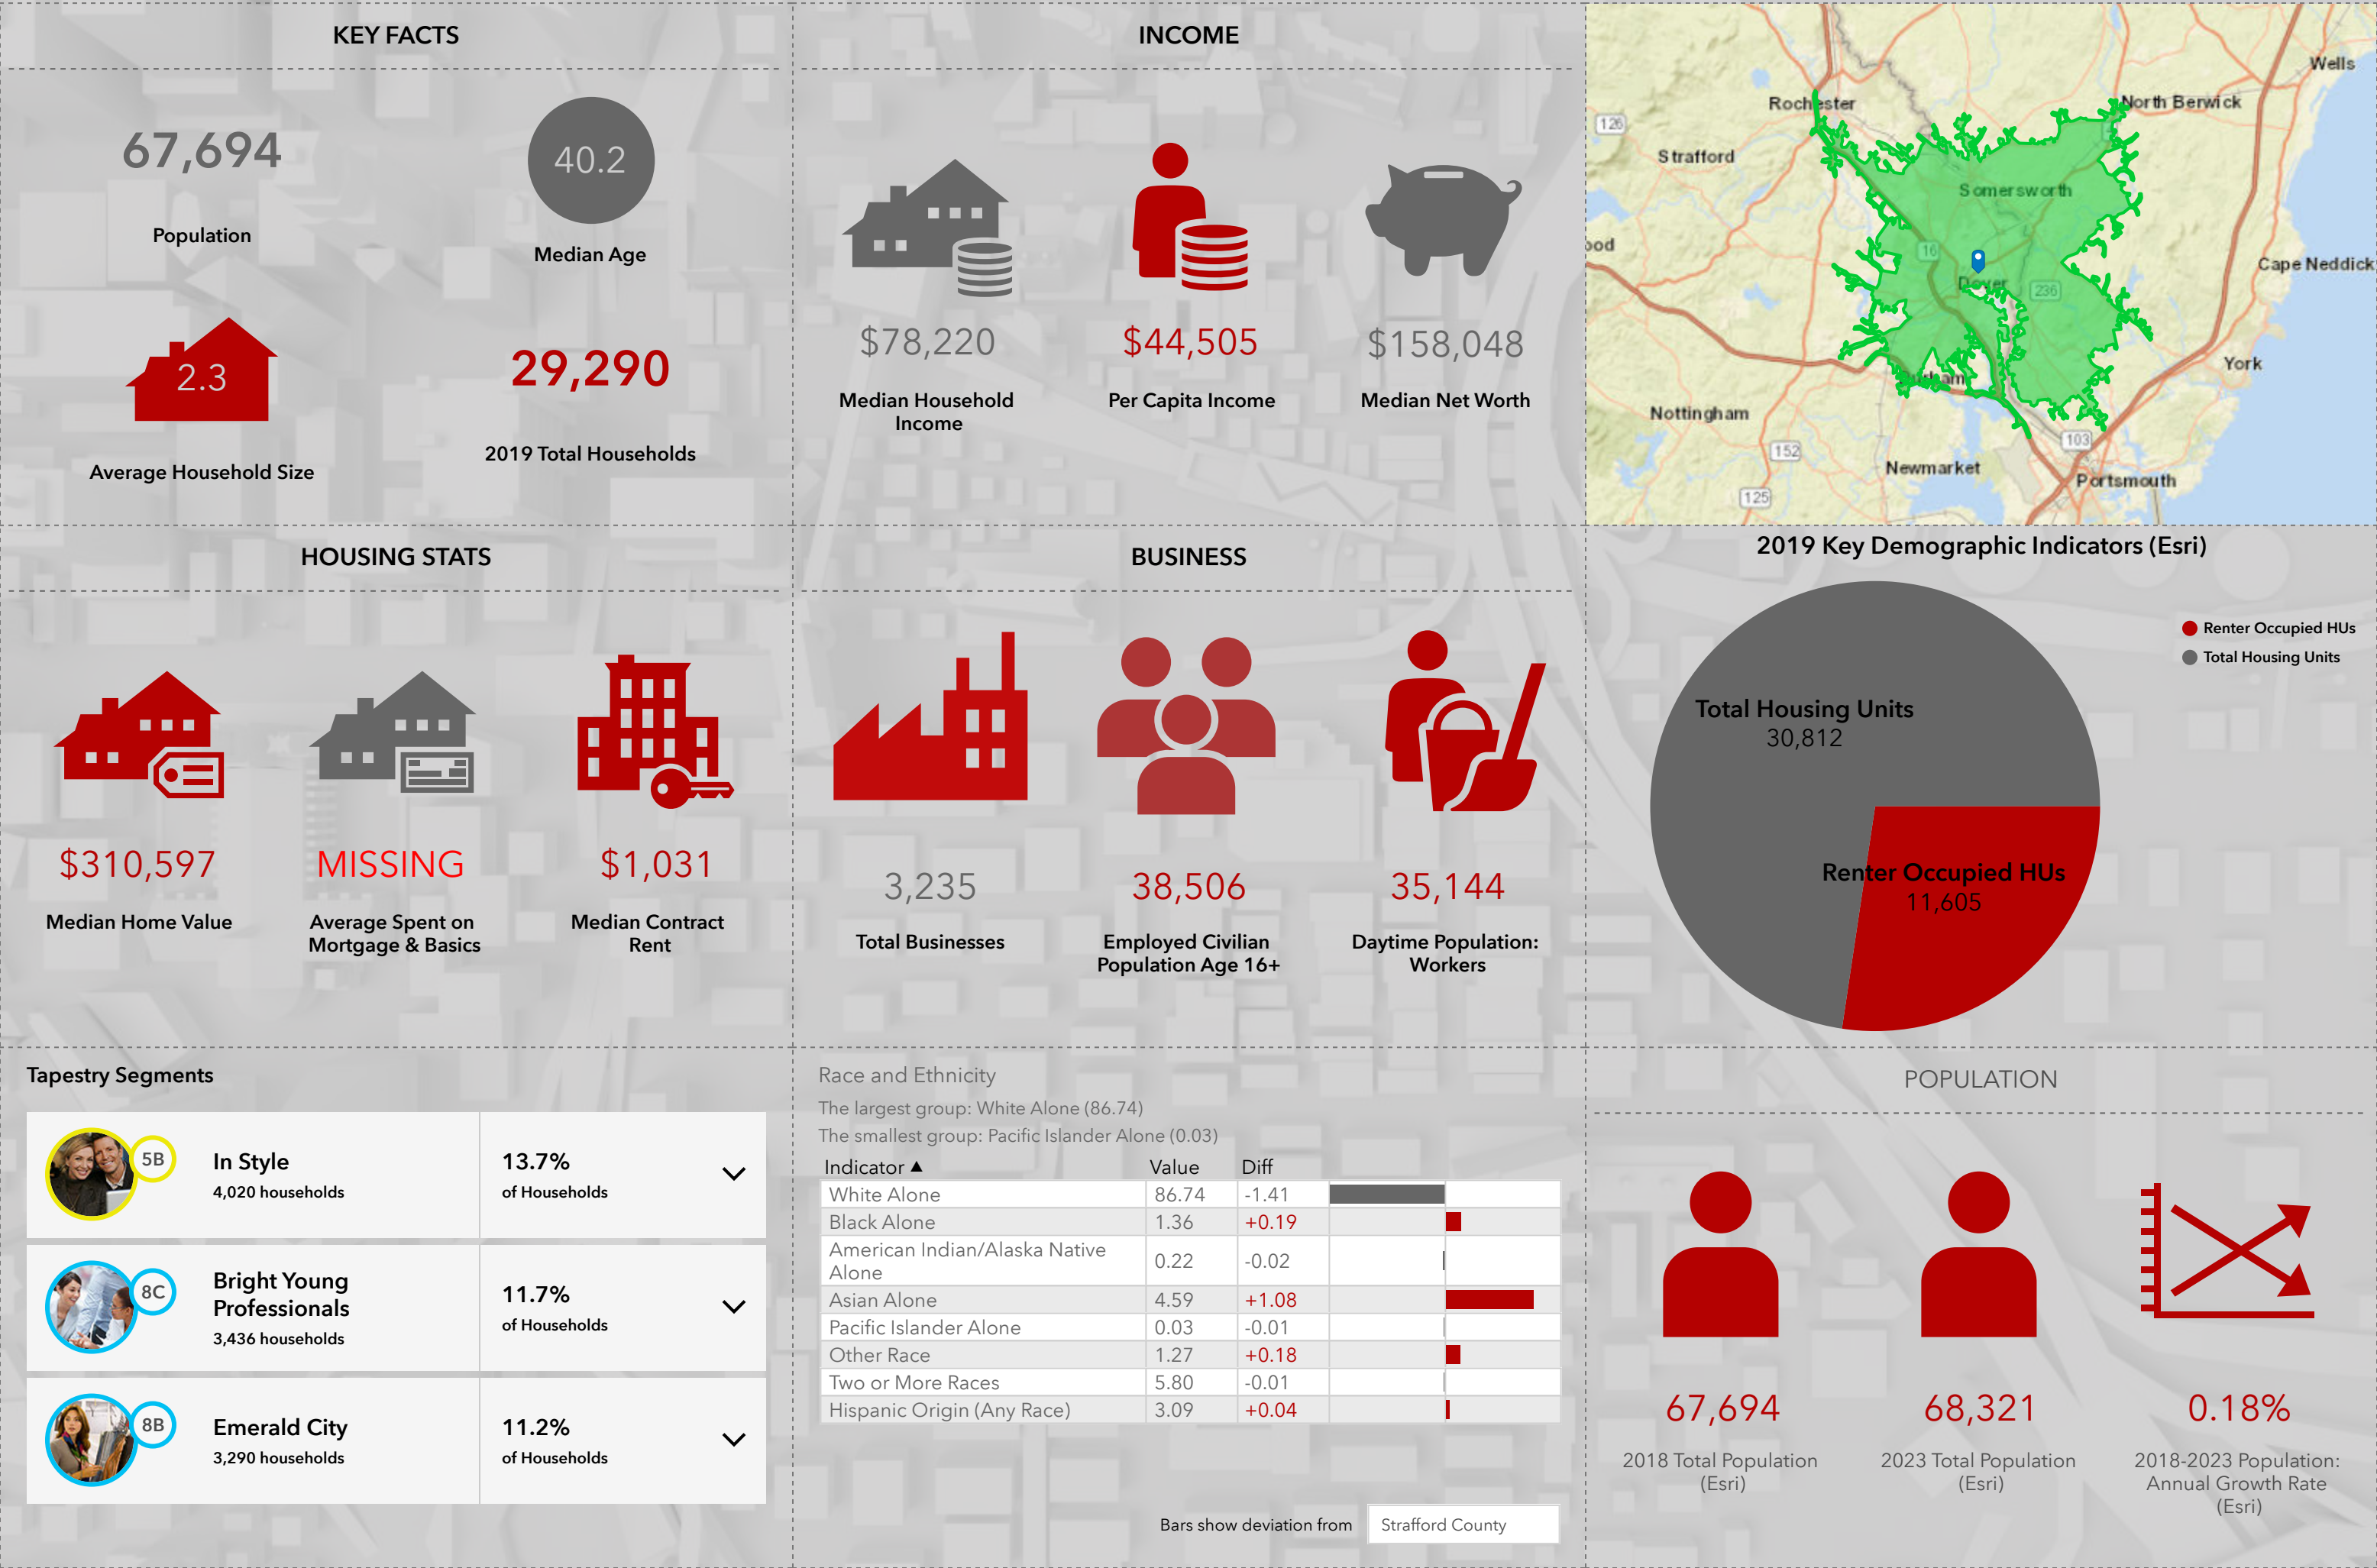 KEY FACTS
67,694
Population
40.2
Median Age
2.3
Average Household Size
29,290
2019 Total Households
INCOME
$78,220
Median Household
Income
$44,505
Per Capita Income
$158,048
Median Net Worth
Wells
Rochester
North Berwick
126
Strafford
Somersworth
16
Dover
236
Cape Neddick
York
Nottingham
103
152
Newmarket
Portsmouth
125
HOUSING STATS
$310,597
Median Home Value
MISSING
Average Spent on
Mortgage & Basics
$1,031
Median Contract
Rent
BUSINESS
3,235
Total Businesses
38,506
Employed Civilian
Population Age 16+
35,144
Daytime Population:
Workers
2019 Key Demographic Indicators (Esri)
Renter Occupied HUs
Total Housing Units
Total Housing Units
30,812
Renter Occupied HUs
11,605
Tapestry Segments
5B
In Style
4,020 households
13.7%
of Households
8C
Bright Young
Professionals
3,436 households
11.7%
of Households
8B
Emerald City
3,290 households
11.2%
of Households
Race and Ethnicity
The largest group: White Alone (86.74)
The smallest group: Pacific Islander Alone (0.03)
Indicator ▲ Value Diff
White Alone 86.74 -1.41
Black Alone 1.36 +0.19
American Indian/Alaska Native
Alone 0.22 -0.02
Asian Alone 4.59 +1.08
Pacific Islander Alone 0.03 -0.01
Other Race 1.27 +0.18
Two or More Races 5.80 -0.01
Hispanic Origin (Any Race) 3.09 +0.04
Bars show deviation from Strafford County
POPULATION
67,694
2018 Total Population
(Esri)
68,321
2023 Total Population
(Esri)
0.18%
2018-2023 Population:
Annual Growth Rate
(Esri)